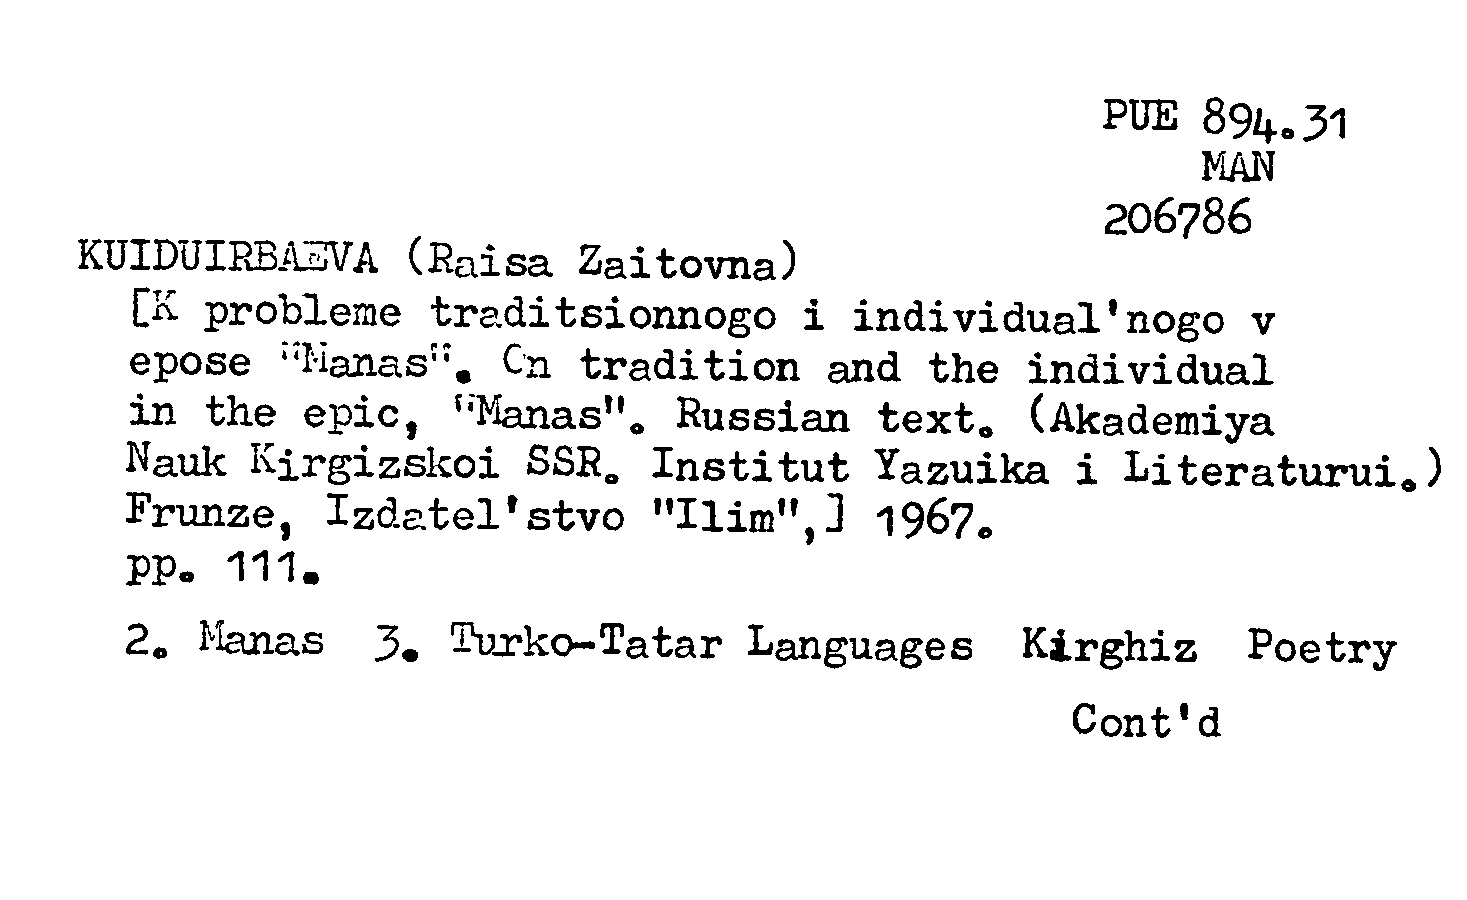 PUE 894.31
MAN
206786
KUIDUIRBAEVA (Raisa Zaitovna)
[K probleme traditsionnogo i individual'nogo v
epose "Manas". On tradition and the individual
in the epic, "Manas". Russian text. (Akademiya
Nauk Kirgizskoi SSR. Institut Yazuika i Literaturui.)
Frunze, Izdatel'stvo "Ilim",] 1967.
pp. 111.
2. Manas 3. Turko-Tatar Languages Kirghiz Poetry
Cont'd